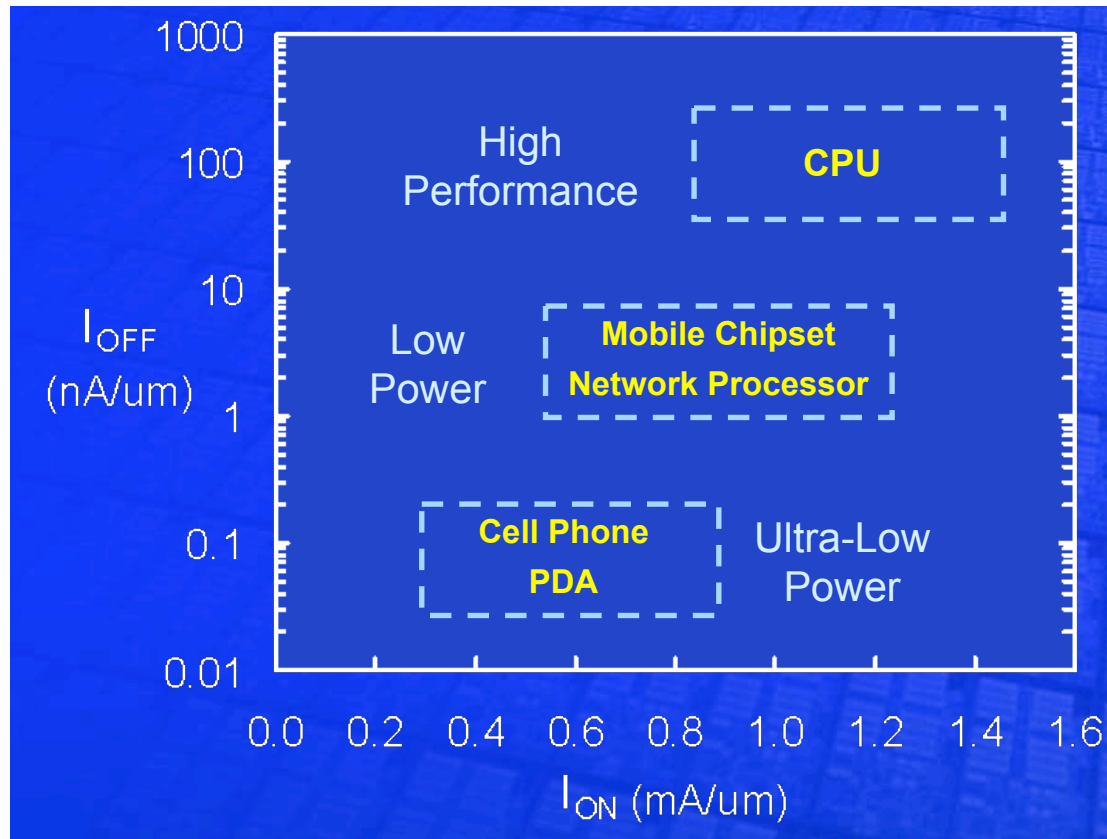 1000
100
10
1
0.1
0.01
I_OFF
(nA/um)
High
Performance
CPU
Low
Power
Mobile Chipset
Network Processor
Cell Phone
PDA
Ultra-Low
Power
0.0 0.2 0.4 0.6 0.8 1.0 1.2 1.4 1.6
I_ON (mA/um)